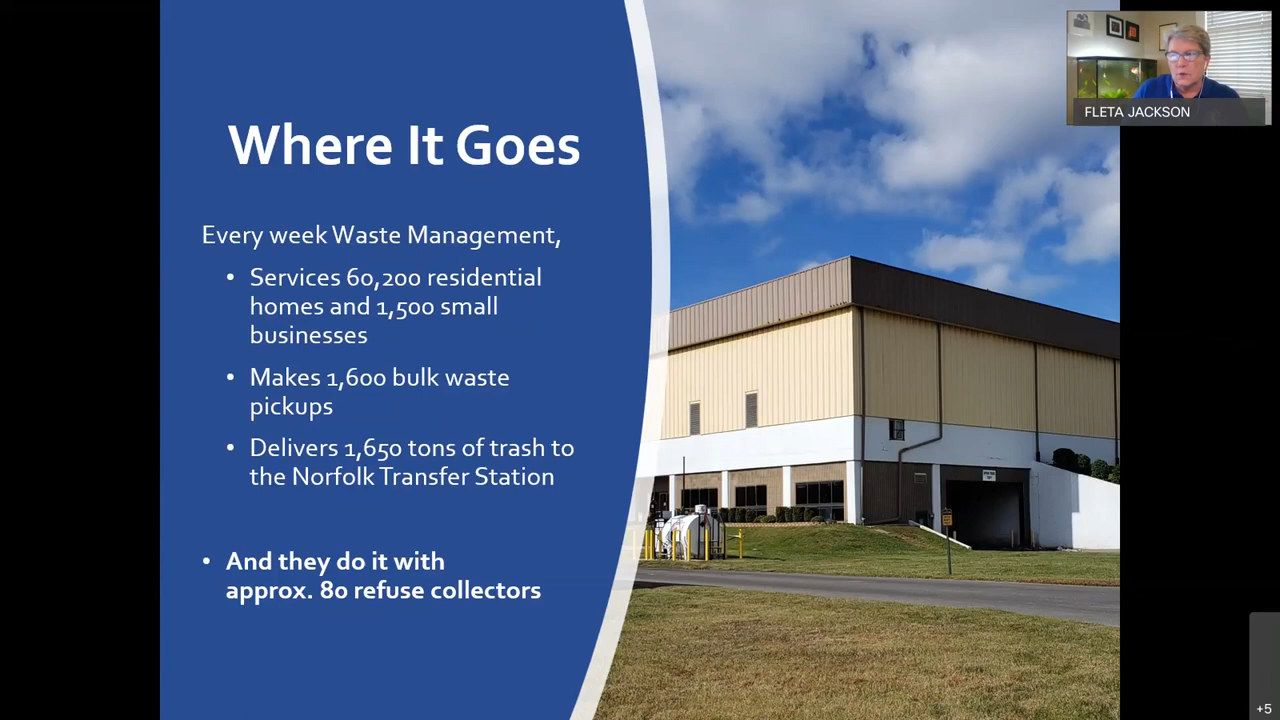 Where It Goes
Every week Waste Management,
• Services 60,200 residential
homes and 1,500 small
businesses
• Makes 1,600 bulk waste
pickups
• Delivers 1,650 tons of trash to
the Norfolk Transfer Station
• And they do it with
approx. 80 refuse collectors
FLETA JACKSON
+5